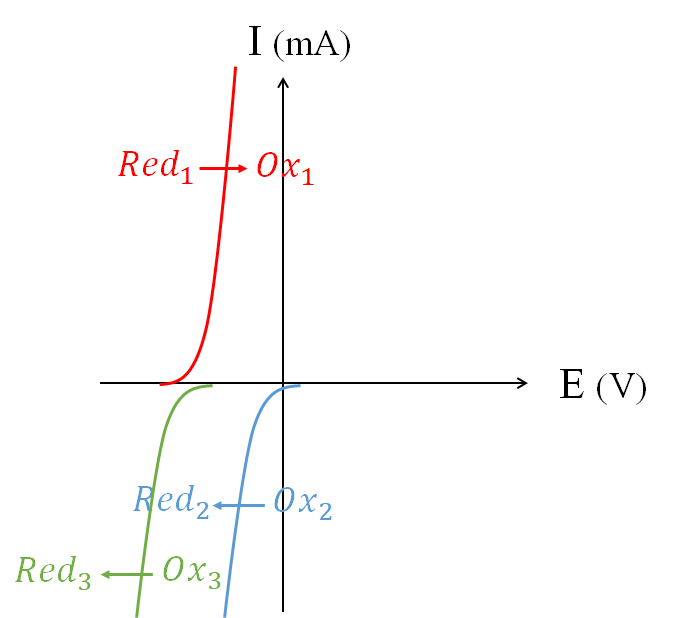 I (mA)
Red₁ Ox₁
E (V)
Red₂ Ox₂
Red₃ Ox₃